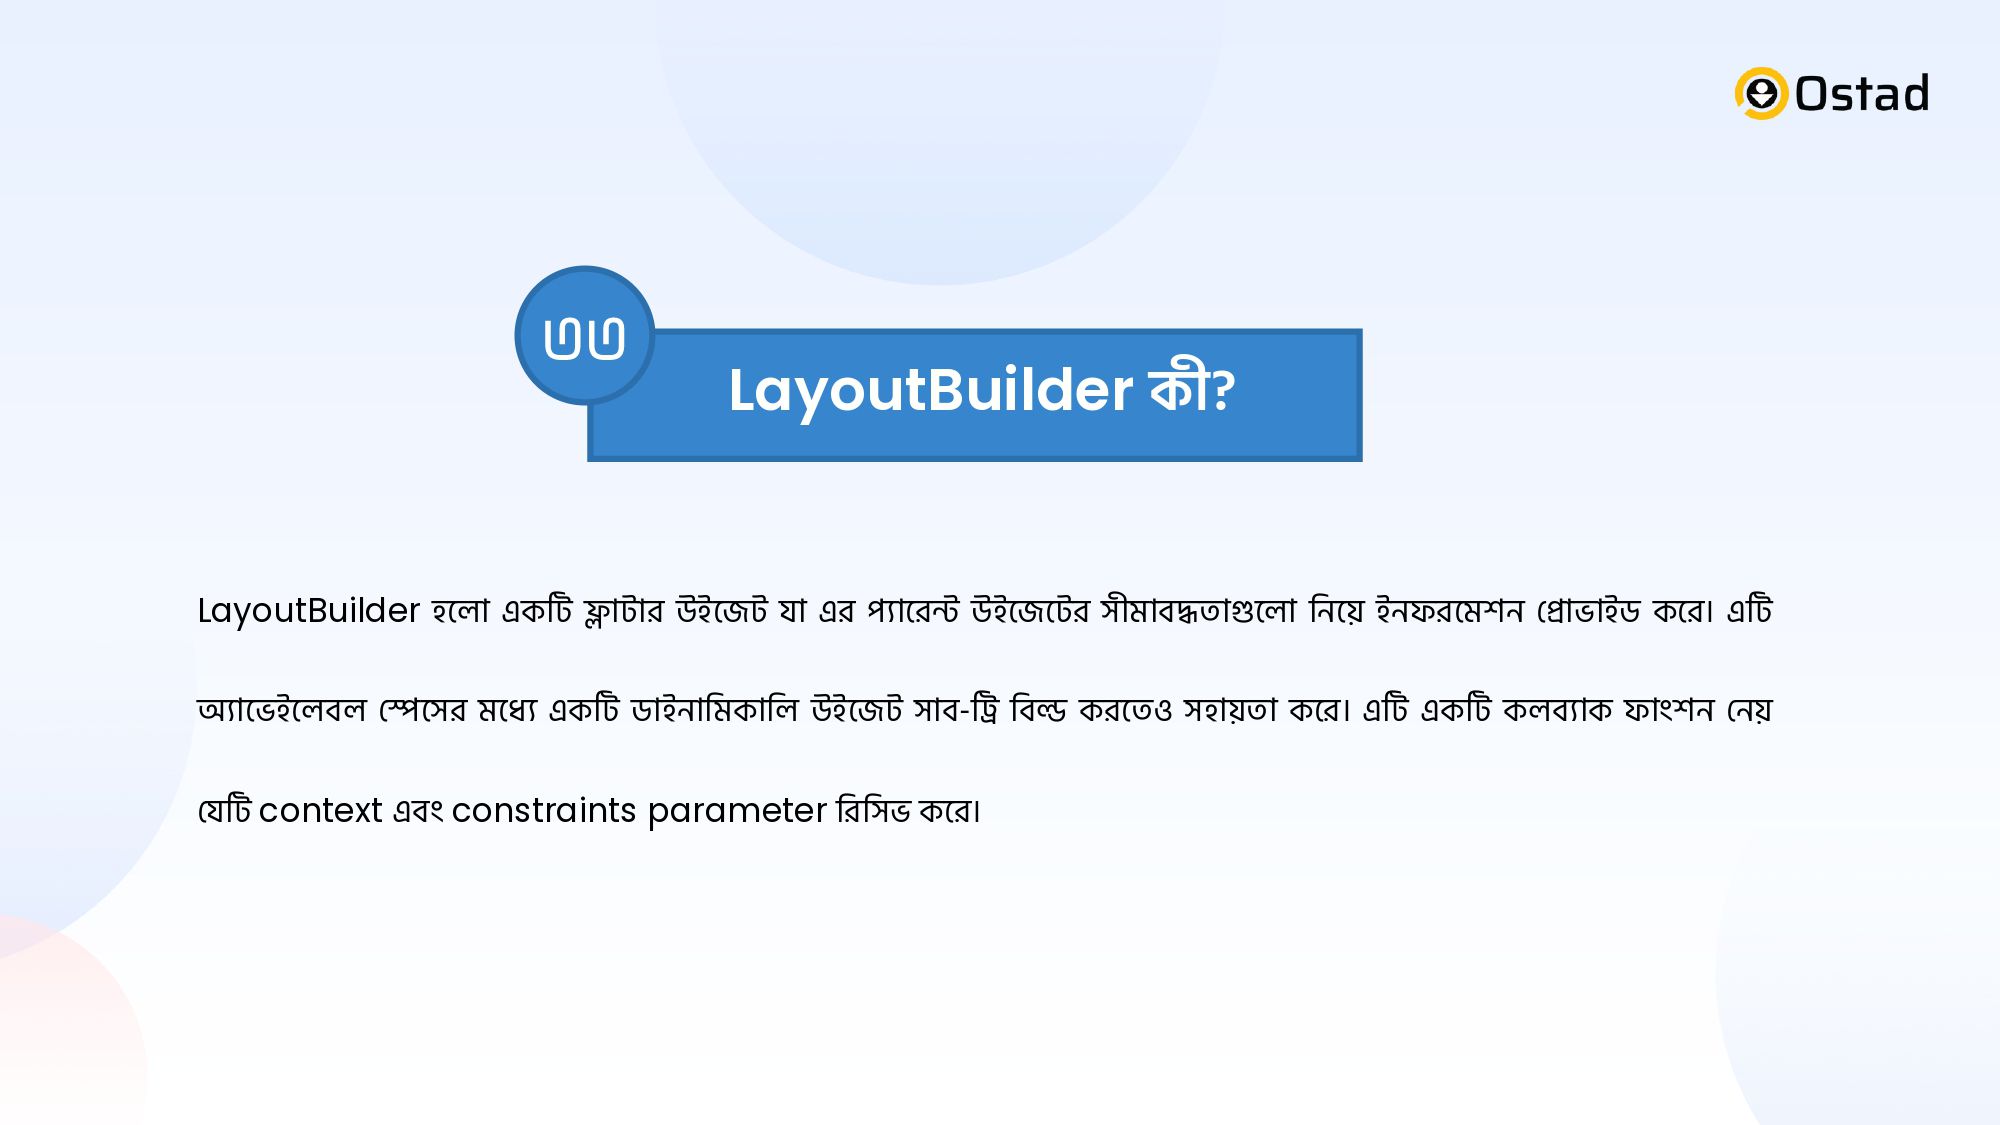 Ostad
৩৩
LayoutBuilder কী?
LayoutBuilder হলো একটি ফ্লাটার উইজেট যা এর প্যারেন্ট উইজেটের সীমাবদ্ধতাগুলো নিয়ে ইনফরমেশন প্রোভাইড করে। এটি
অ্যাভেইলেবল স্পেসের মধ্যে একটি ডাইনামিকালি উইজেট সাব-ট্রি বিল্ড করতেও সহায়তা করে। এটি একটি কলব্যাক ফাংশন নেয়
যেটি context এবং constraints parameter রিসিভ করে।